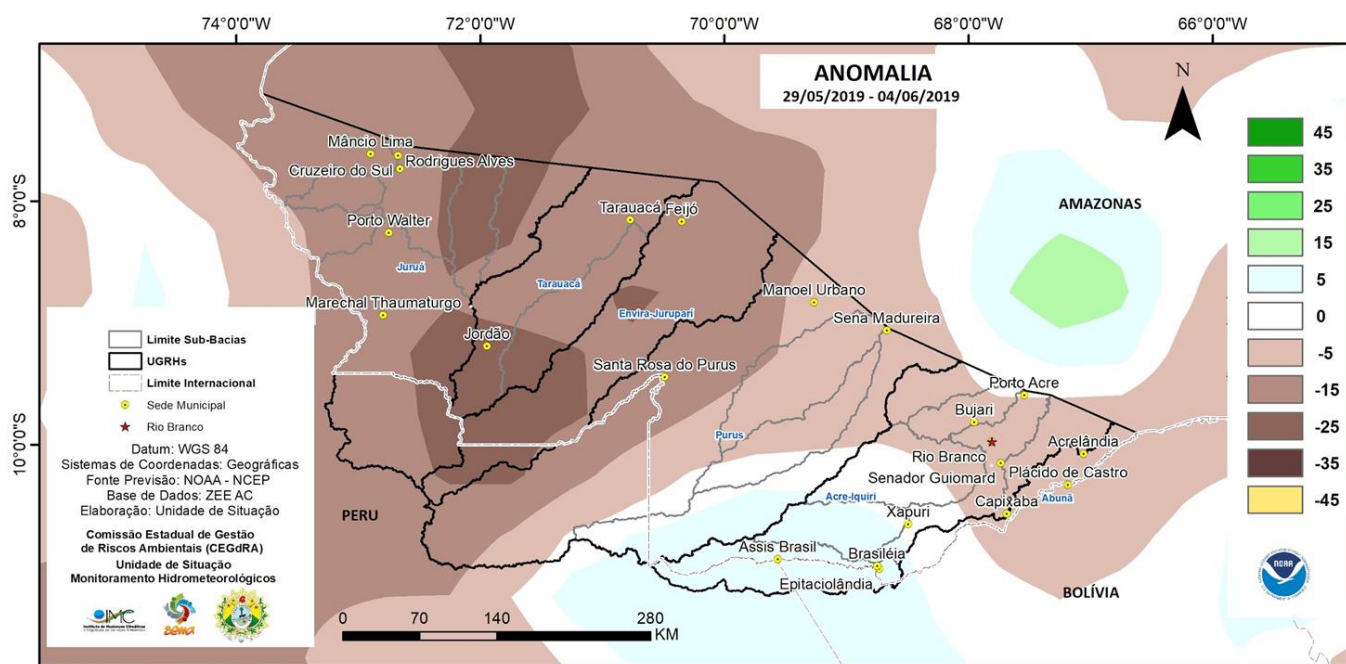 74°0'0"W
72°0'0"W
70°0'0"W
68°0'0"W
66°0'0"W
ANOMALIA
29/05/2019 - 04/06/2019
N
45
35
25
15
5
0
-5
-15
-25
-35
-45
8°0'0"S
10°0'0"S
AMAZONAS
Mâncio Lima
Rodrigues Alves
Cruzeiro do Sul
Tarauacá
Feijó
Porto Walter
Juruá
Tarauacá
Manoel Urbano
Marechal Thaumaturgo
Envira-Jurupari
Sena Madureira
Jordão
Santa Rosa do Purus
Porto Acre
Bujari
Purus
Acrelândia
Rio Branco
Plácido de Castro
Senador Guiomard
Acre-Iquiri
Abunã
Capixaba
Xapuri
PERU
Assis Brasil
Brasiléia
Epitaciolândia
BOLÍVIA
Limite Sub-Bacias
UGRHs
Limite Internacional
Sede Municipal
Rio Branco
Datum: WGS 84
Sistemas de Coordenadas: Geográficas
Fonte Previsão: NOAA - NCEP
Base de Dados: ZEE AC
Elaboração: Unidade de Situação
Comissão Estadual de Gestão
de Riscos Ambientais (CEGdRA)
Unidade de Situação
Monitoramento Hidrometeorológicos
IMC
sema
0
70
140
280
KM
NOAA